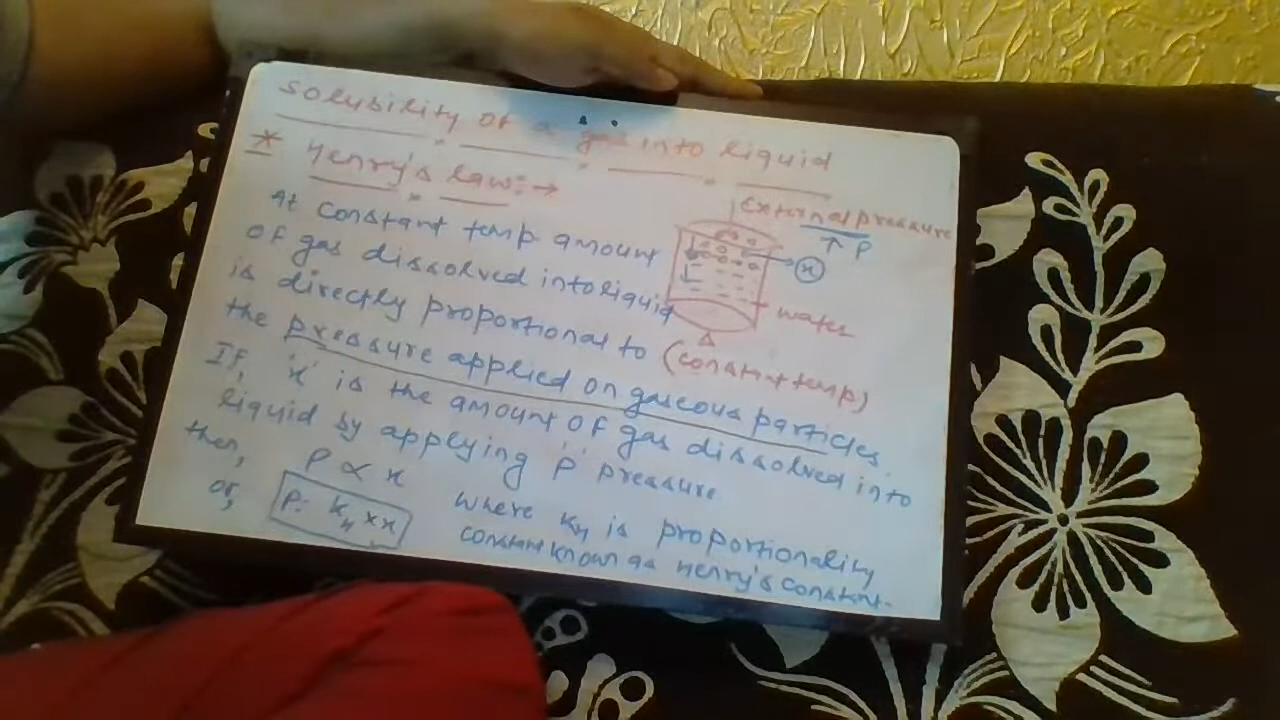 Solubility of a gas into liquid
* Henry's law:→
At constant temp. amount
of gas dissolved into liquid
is directly proportional to
the pressure applied on gaseous particles.
External pressure
↑ P
x
water
Δ
(constant temp)
If, 'x' is the amount of gas dissolved into
liquid by applying 'p' pressure
then,
P ∝ x
or,
P = K_H × x
where K_H is proportionality
constant known as Henry's constant.